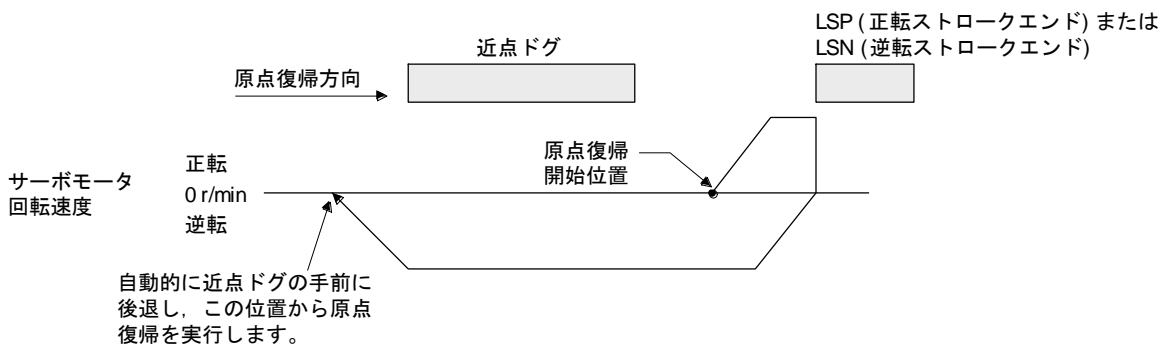 LSP (正転ストロークエンド) または
LSN (逆転ストロークエンド)
近点ドグ
原点復帰方向
原点復帰
開始位置
サーボモータ
回転速度
正転
0 r/min
逆転
自動的に近点ドグの手前に
後退し，この位置から原点
復帰を実行します。